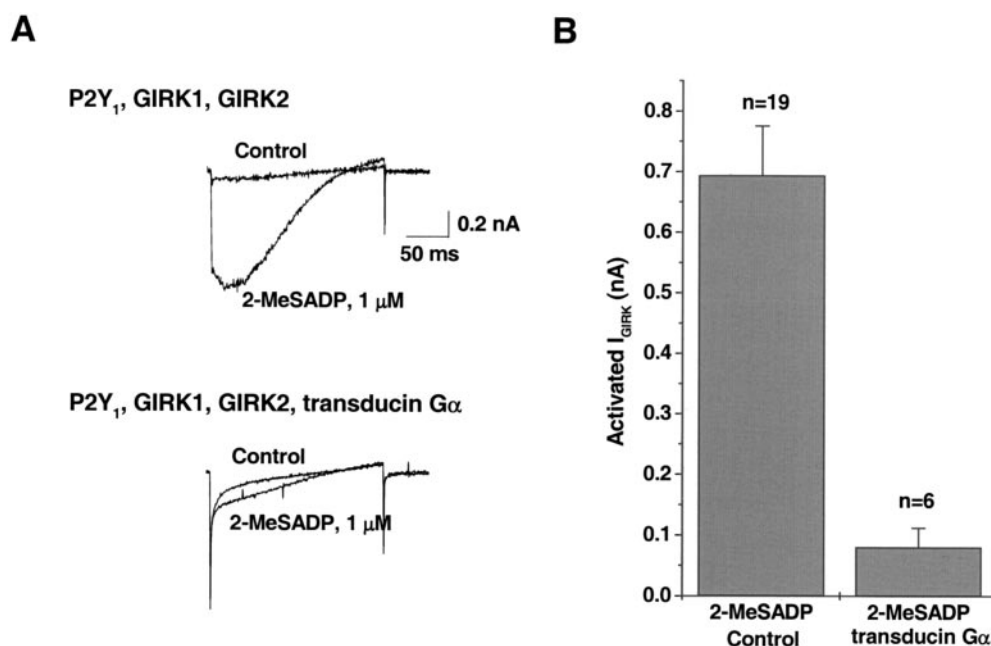 A
P2Y₁, GIRK1, GIRK2
Control
0.2 nA
50 ms
2-MeSADP, 1 μM
P2Y₁, GIRK1, GIRK2, transducin Gα
Control
2-MeSADP, 1 μM
B
Activated I_GIRK (nA)
0.8
0.7
0.6
0.5
0.4
0.3
0.2
0.1
0.0
n=19
n=6
2-MeSADP
Control
2-MeSADP
transducin Gα